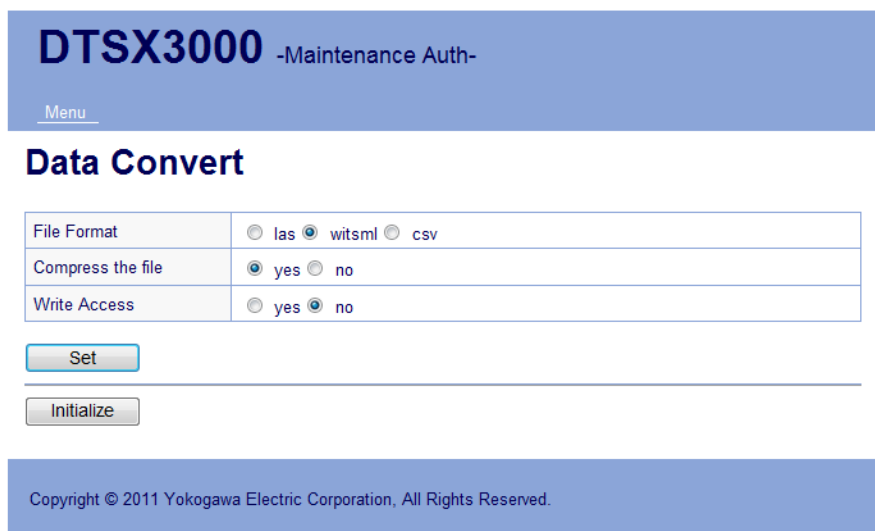 DTSX3000 -Maintenance Auth-
Menu
Data Convert
File Format las witsml csv
Compress the file yes no
Write Access yes no
Set
Initialize
Copyright © 2011 Yokogawa Electric Corporation, All Rights Reserved.